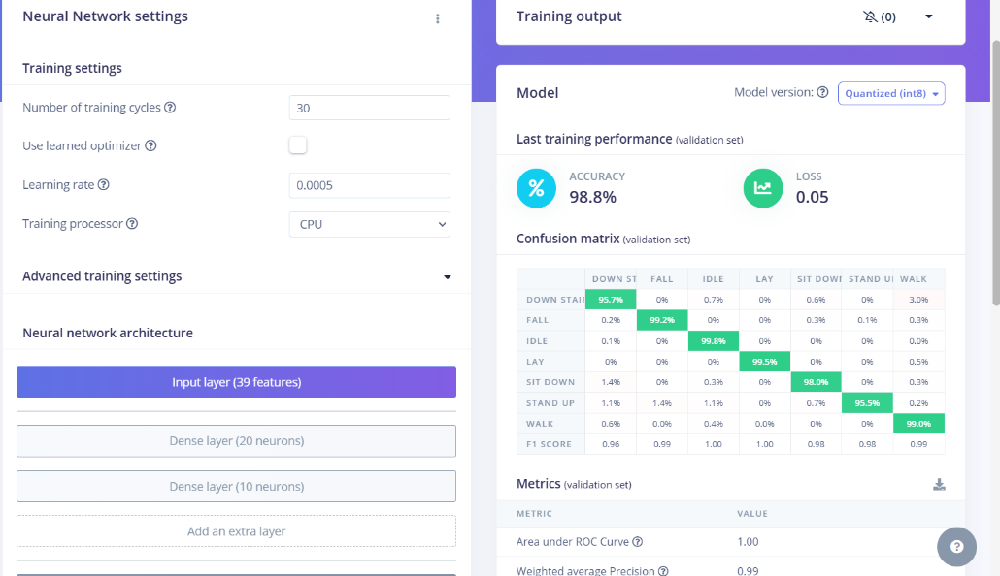 Neural Network settings
Training settings
Number of training cycles
30
Use learned optimizer
Learning rate
0.0005
Training processor
CPU
Advanced training settings
Neural network architecture
Input layer (39 features)
Dense layer (20 neurons)
Dense layer (10 neurons)
Add an extra layer
Training output
(0)
Model
Model version:
Quantized (int8)
Last training performance (validation set)
ACCURACY
98.8%
LOSS
0.05
Confusion matrix (validation set)
DOWN ST FALL IDLE LAY SIT DOWN STAND U WALK
DOWN STAIR 95.7% 0% 0.7% 0% 0.6% 0% 3.0%
FALL 0.2% 99.2% 0% 0% 0.3% 0.1% 0.3%
IDLE 0.1% 0% 99.8% 0% 0% 0% 0.0%
LAY 0% 0% 0% 99.5% 0% 0% 0.5%
SIT DOWN 1.4% 0% 0.3% 0% 98.0% 0% 0.3%
STAND UP 1.1% 1.4% 1.1% 0% 0.7% 95.5% 0.2%
WALK 0.6% 0.0% 0.4% 0.0% 0% 0% 99.0%
F1 SCORE 0.96 0.99 1.00 1.00 0.98 0.98 0.99
Metrics (validation set)
METRIC VALUE
Area under ROC Curve 1.00
Weighted average Precision 0.99